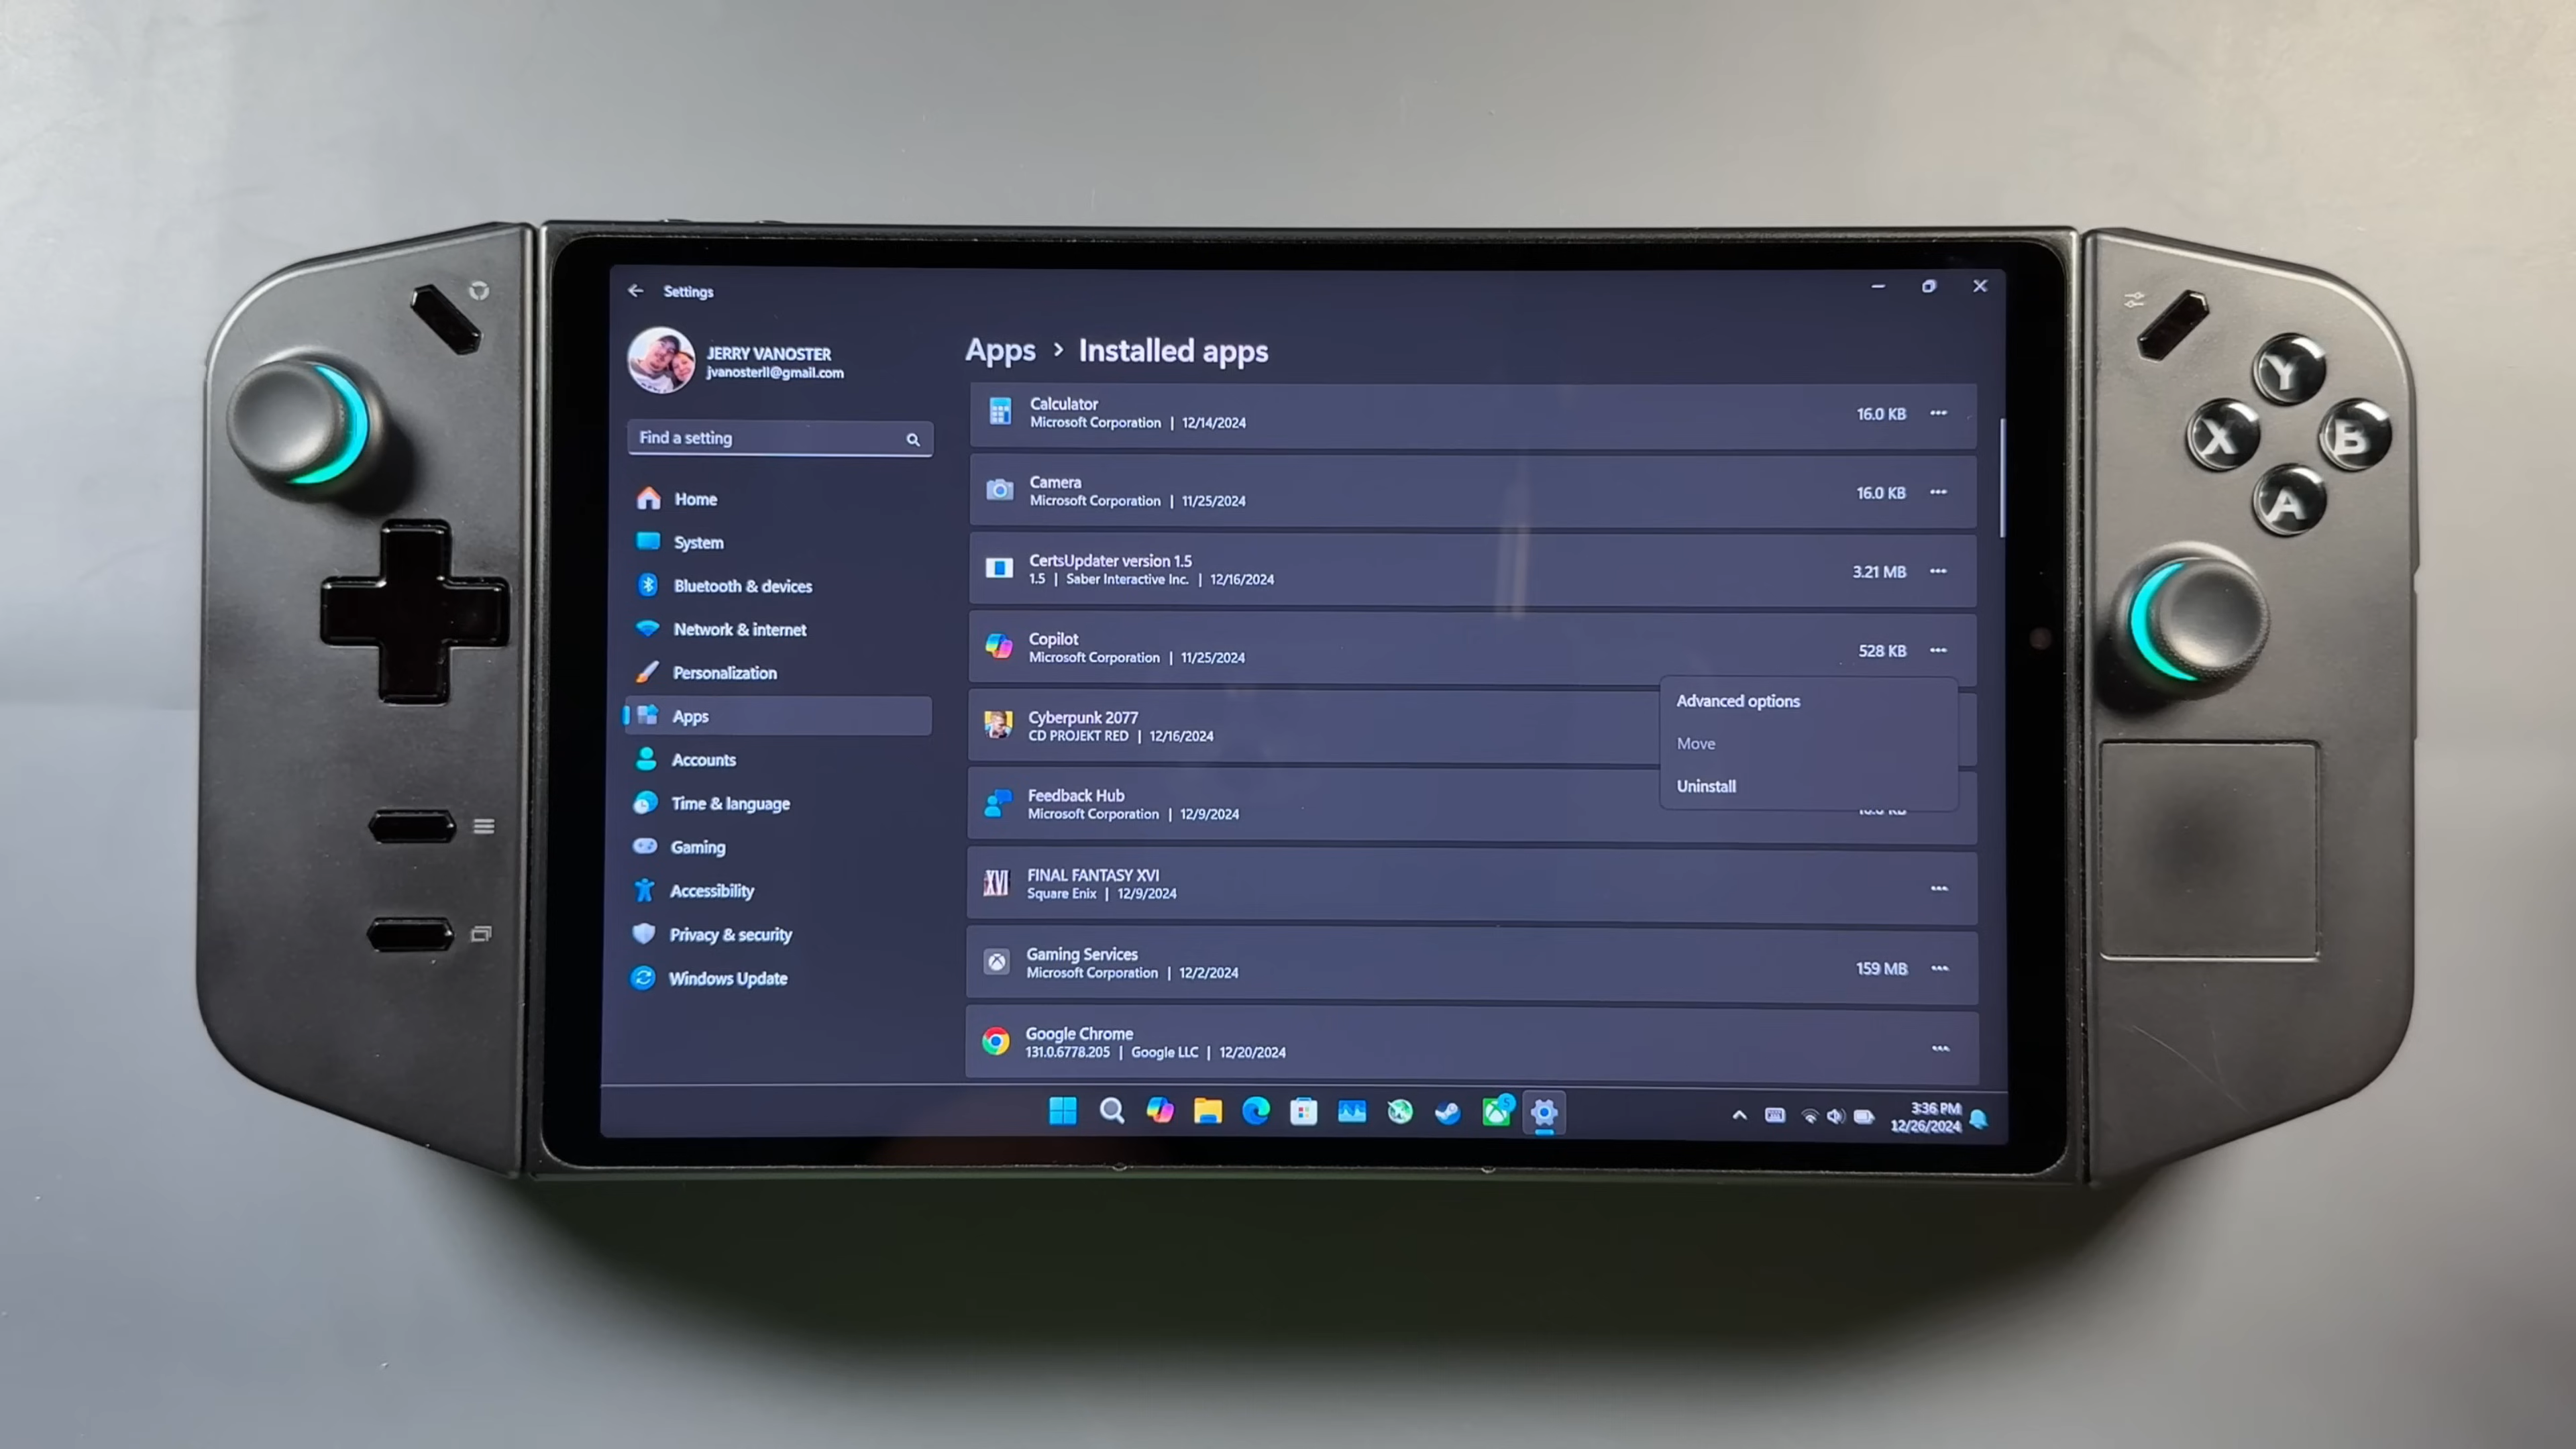 Settings
JERRY VANOSTER
jvanosterII@gmail.com
Find a setting
Home
System
Bluetooth & devices
Network & internet
Personalization
Apps
Accounts
Time & language
Gaming
Accessibility
Privacy & security
Windows Update
Apps > Installed apps
Calculator
Microsoft Corporation | 12/14/2024
16.0 KB
Camera
Microsoft Corporation | 11/25/2024
16.0 KB
CertsUpdater version 1.5
1.5 | Saber Interactive Inc. | 12/16/2024
3.21 MB
Copilot
Microsoft Corporation | 11/25/2024
528 KB
Advanced options
Move
Uninstall
Cyberpunk 2077
CD PROJEKT RED | 12/16/2024
Feedback Hub
Microsoft Corporation | 12/9/2024
XVI
FINAL FANTASY XVI
Square Enix | 12/9/2024
Gaming Services
Microsoft Corporation | 12/2/2024
159 MB
Google Chrome
131.0.6778.205 | Google LLC | 12/20/2024
5
3:36 PM
12/26/2024
Y
X
B
A